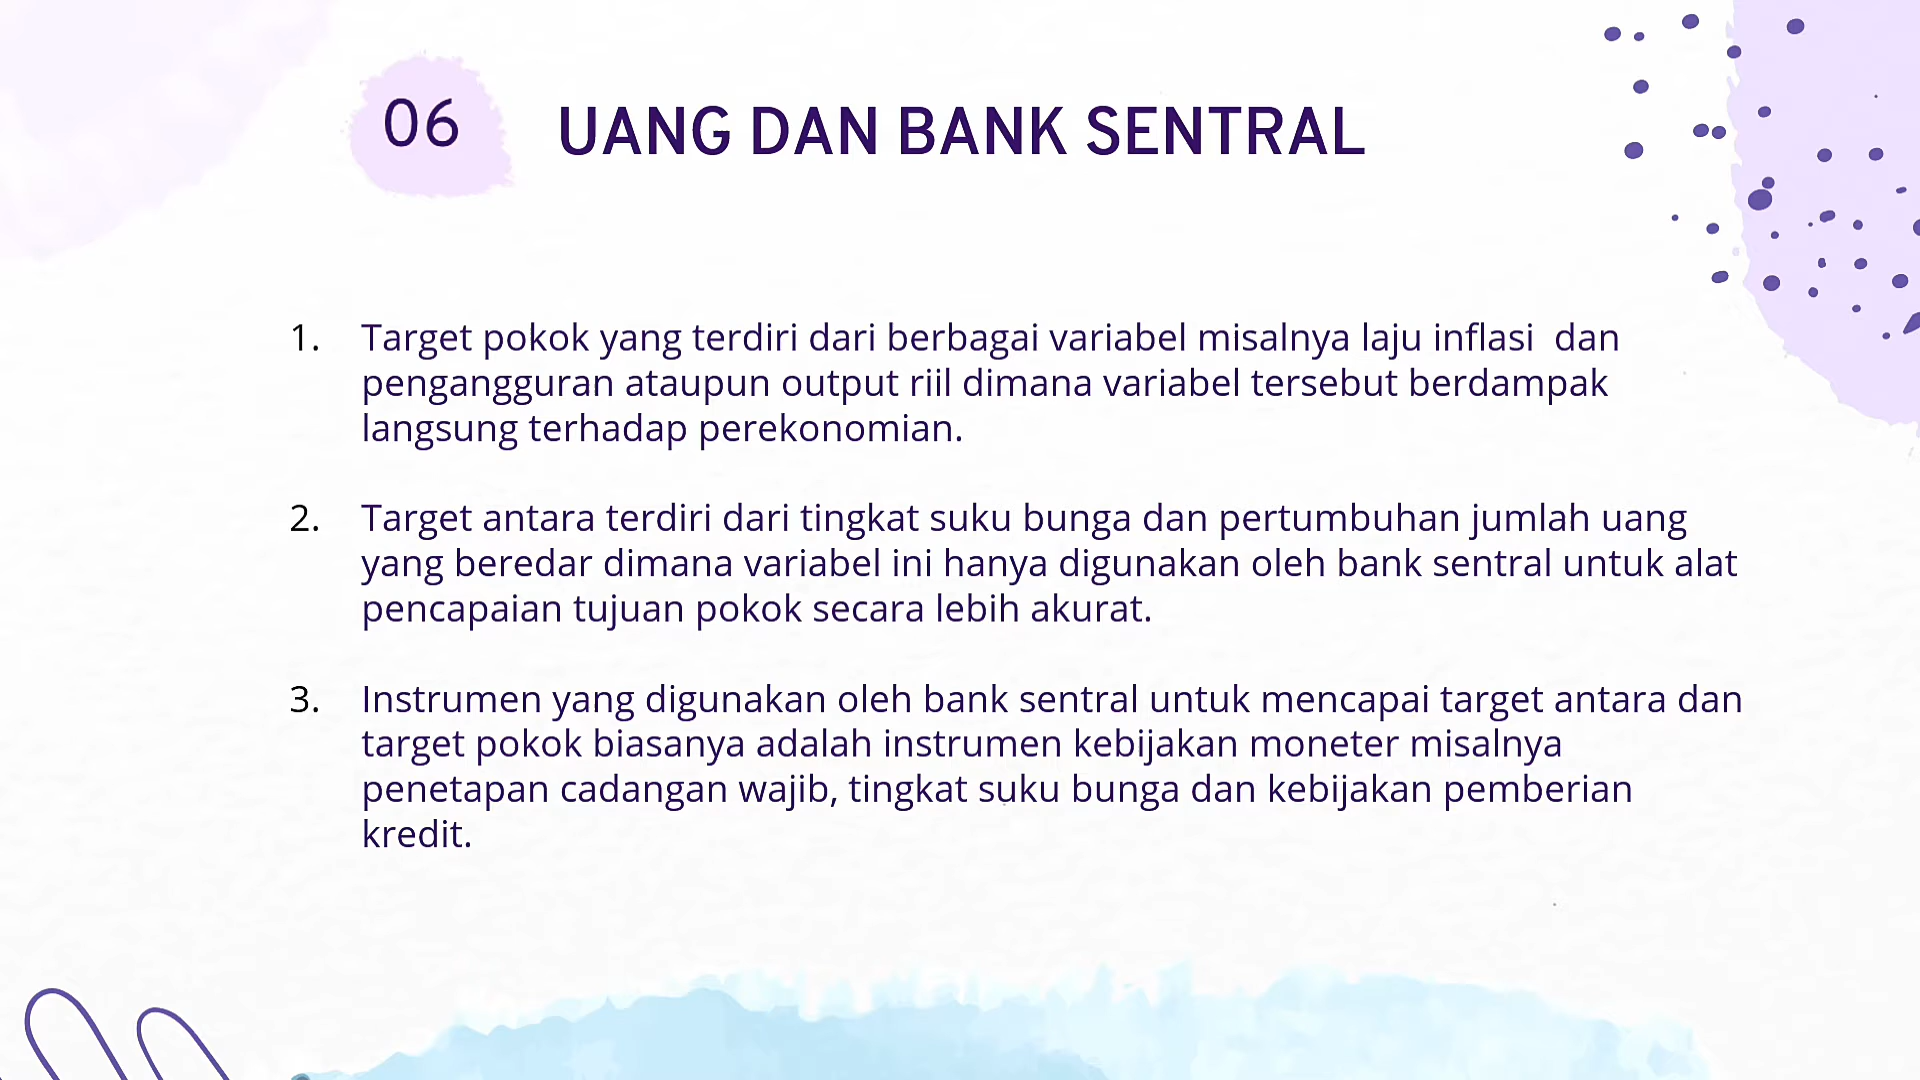 06
UANG DAN BANK SENTRAL
1. Target pokok yang terdiri dari berbagai variabel misalnya laju inflasi  dan
pengangguran ataupun output riil dimana variabel tersebut berdampak
langsung terhadap perekonomian.
2. Target antara terdiri dari tingkat suku bunga dan pertumbuhan jumlah uang
yang beredar dimana variabel ini hanya digunakan oleh bank sentral untuk alat
pencapaian tujuan pokok secara lebih akurat.
3. Instrumen yang digunakan oleh bank sentral untuk mencapai target antara dan
target pokok biasanya adalah instrumen kebijakan moneter misalnya
penetapan cadangan wajib, tingkat suku bunga dan kebijakan pemberian
kredit.